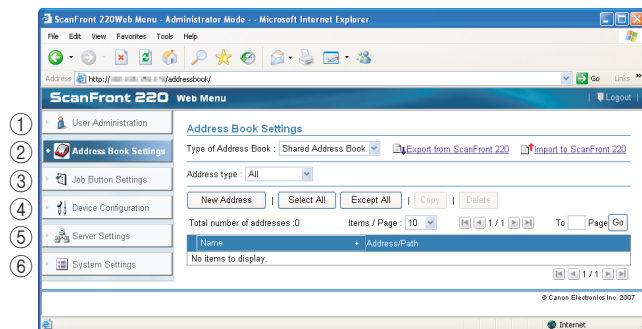 ScanFront 220Web Menu - Administrator Mode - - Microsoft Internet Explorer
File Edit View Favorites Tools Help
Address http:// /addressbook/ Go Links »
ScanFront 220 Web Menu | Logout |
① User Administration
② Address Book Settings
③ Job Button Settings
④ Device Configuration
⑤ Server Settings
⑥ System Settings
Address Book Settings
Type of Address Book : Shared Address Book Export from ScanFront 220 Import to ScanFront 220
Address type : All
New Address | Select All Except All | Copy | Delete
Total number of addresses :0 Items / Page : 10 1 / 1 To Page Go
Name Address/Path
No items to display.
1 / 1
© Canon Electronics Inc. 2007
Internet